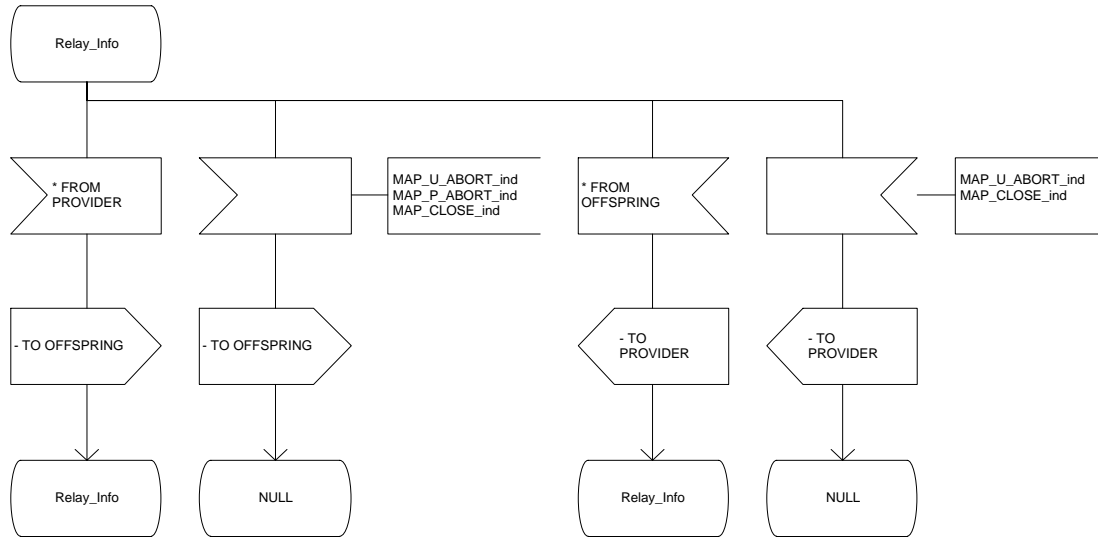 Relay_Info
* FROM
PROVIDER
MAP_U_ABORT_ind
MAP_P_ABORT_ind
MAP_CLOSE_ind
* FROM
OFFSPRING
MAP_U_ABORT_ind
MAP_CLOSE_ind
- TO OFFSPRING
- TO OFFSPRING
- TO
PROVIDER
- TO
PROVIDER
Relay_Info
NULL
Relay_Info
NULL